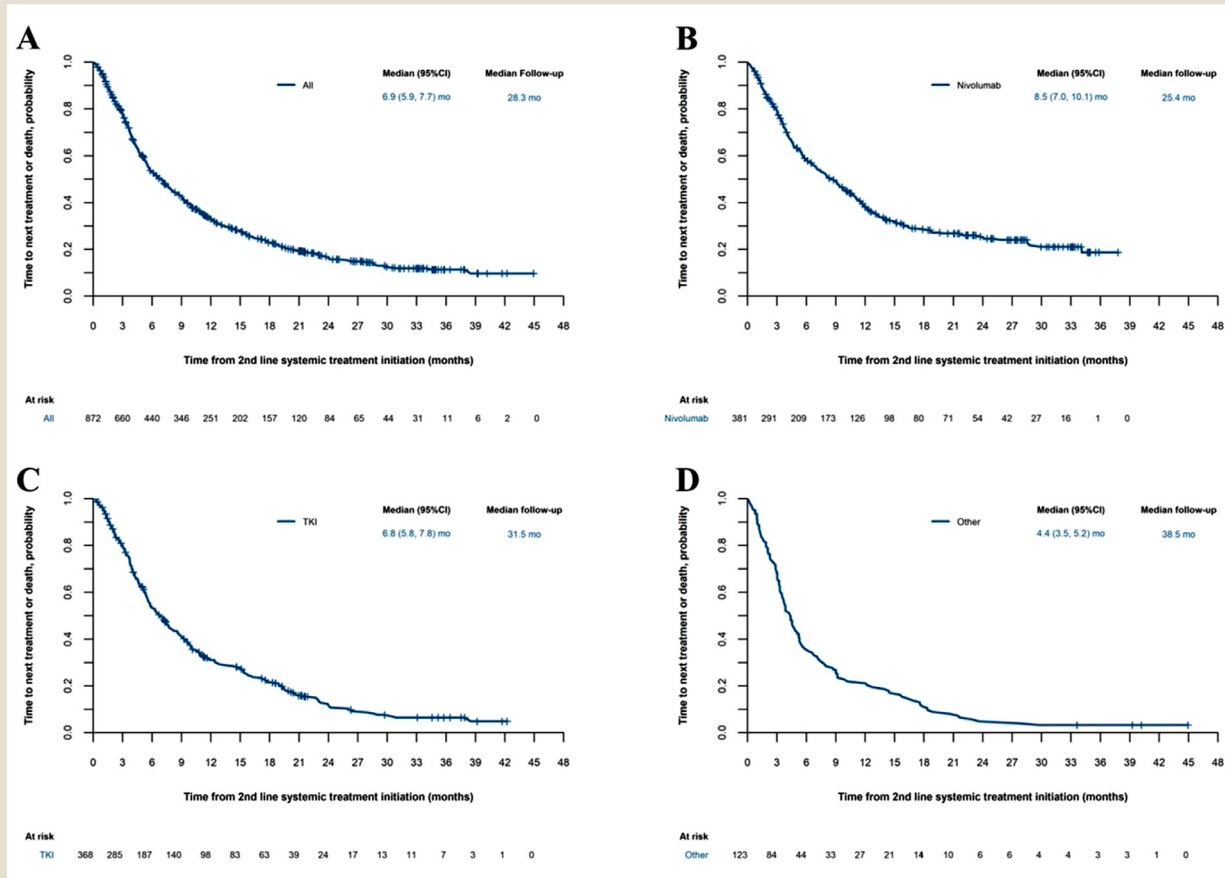 A
All
Median (95%CI) Median Follow-up
6.9 (5.9, 7.7) mo 28.3 mo
Time to next treatment or death, probability
1.0
0.8
0.6
0.4
0.2
0.0
0 3 6 9 12 15 18 21 24 27 30 33 36 39 42 45 48
Time from 2nd line systemic treatment initiation (months)
At risk
All 872 660 440 346 251 202 157 120 84 65 44 31 11 6 2 0
B
Nivolumab
Median (95%CI) Median follow-up
8.5 (7.0, 10.1) mo 25.4 mo
Time to next treatment or death, probability
1.0
0.8
0.6
0.4
0.2
0.0
0 3 6 9 12 15 18 21 24 27 30 33 36 39 42 45 48
Time from 2nd line systemic treatment initiation (months)
At risk
Nivolumab 381 291 209 173 126 98 80 71 54 42 27 16 1 0
C
TKI
Median (95%CI) Median follow-up
6.8 (5.8, 7.8) mo 31.5 mo
Time to next treatment or death, probability
1.0
0.8
0.6
0.4
0.2
0.0
0 3 6 9 12 15 18 21 24 27 30 33 36 39 42 45 48
Time from 2nd line systemic treatment initiation (months)
At risk
TKI 368 285 187 140 98 83 63 39 24 17 13 11 7 3 1 0
D
Other
Median (95%CI) Median follow-up
4.4 (3.5, 5.2) mo 38.5 mo
Time to next treatment or death, probability
1.0
0.8
0.6
0.4
0.2
0.0
0 3 6 9 12 15 18 21 24 27 30 33 36 39 42 45 48
Time from 2nd line systemic treatment initiation (months)
At risk
Other 123 84 44 33 27 21 14 10 6 6 4 4 3 3 1 0